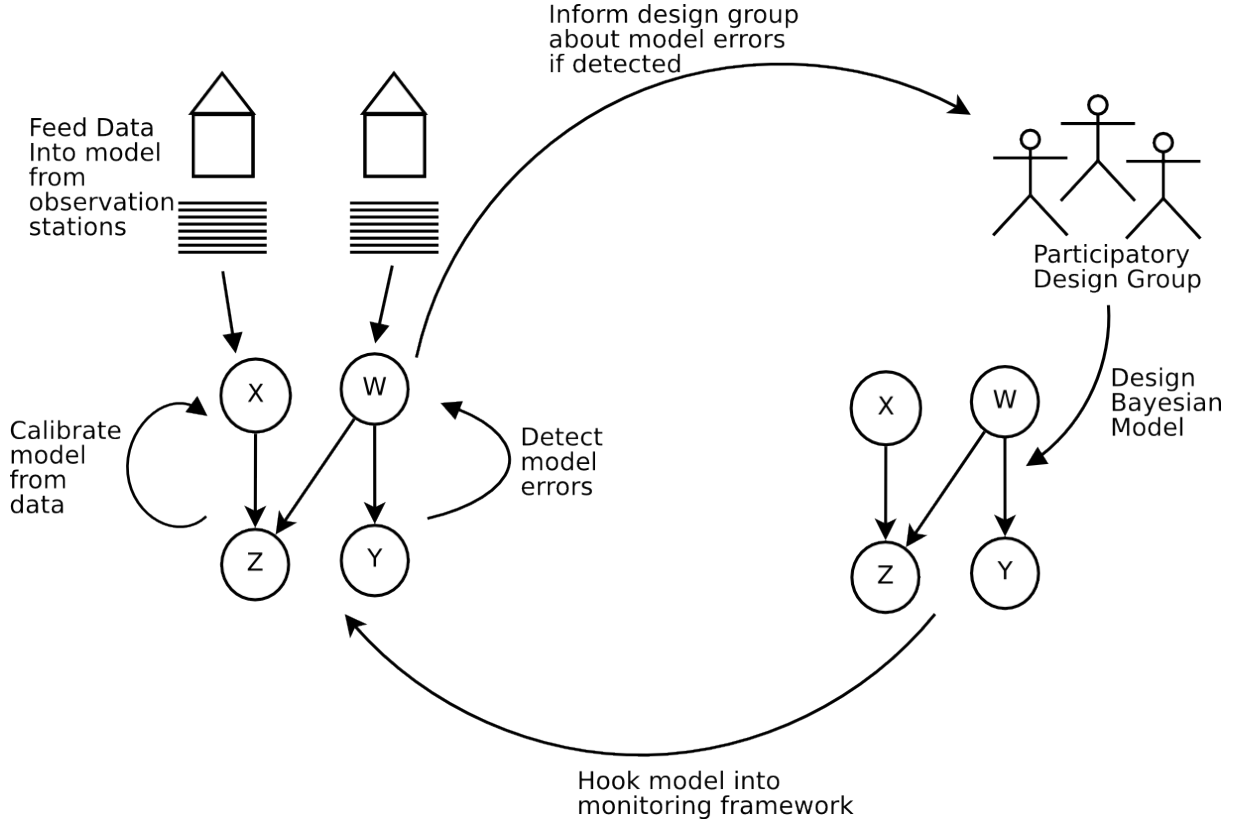 Inform design group
about model errors
if detected
Feed Data
Into model
from
observation
stations
Participatory
Design Group
X
W
Z
Y
Calibrate
model
from
data
Detect
model
errors
X
W
Z
Y
Design
Bayesian
Model
Hook model into
monitoring framework